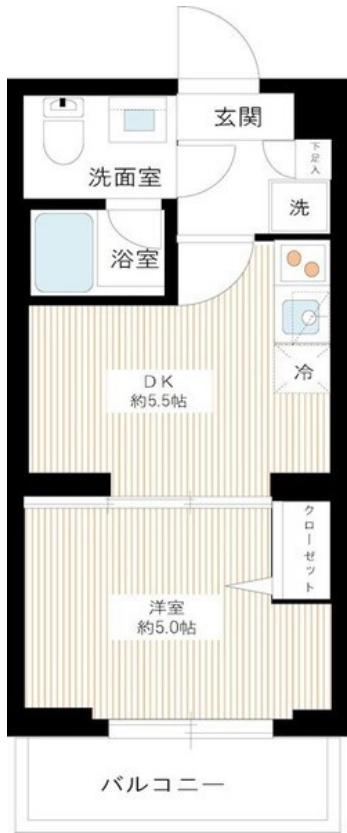 玄関
下足入
洗面室
洗
浴室
冷
DK
約5.5帖
クローゼット
洋室
約5.0帖
バルコニー